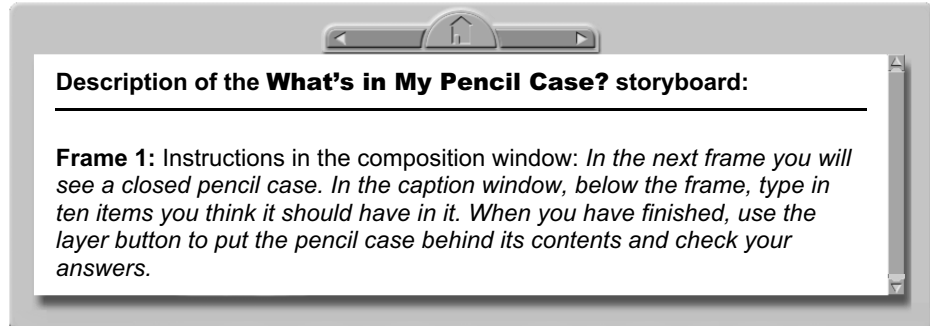 Description of the What's in My Pencil Case? storyboard:
Frame 1: Instructions in the composition window: In the next frame you will
see a closed pencil case. In the caption window, below the frame, type in
ten items you think it should have in it. When you have finished, use the
layer button to put the pencil case behind its contents and check your
answers.